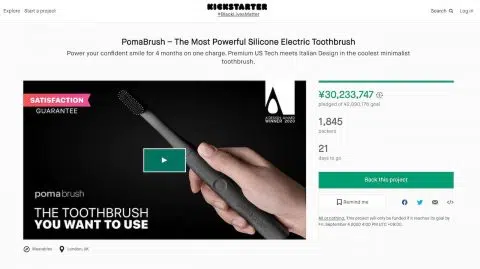 KICKSTARTER
#BlackLivesMatter
Explore Start a project
Search Log in
PomaBrush – The Most Powerful Silicone Electric Toothbrush
Power your confident smile for 4 months on one charge. Premium US Tech meets Italian Design in the coolest minimalist
toothbrush.
SATISFACTION
GUARANTEE
A' DESIGN AWARD
WINNER 2020
pomabrush
THE TOOTHBRUSH
YOU WANT TO USE
¥30,233,747
pledged of goal
1,845
backers
21
days to go
Back this project
Remind me
All or nothing. This project will only be funded if it reaches its goal by
Fri, September 4 2020 4:00 PM UTC +09:00.
Wearables London, UK